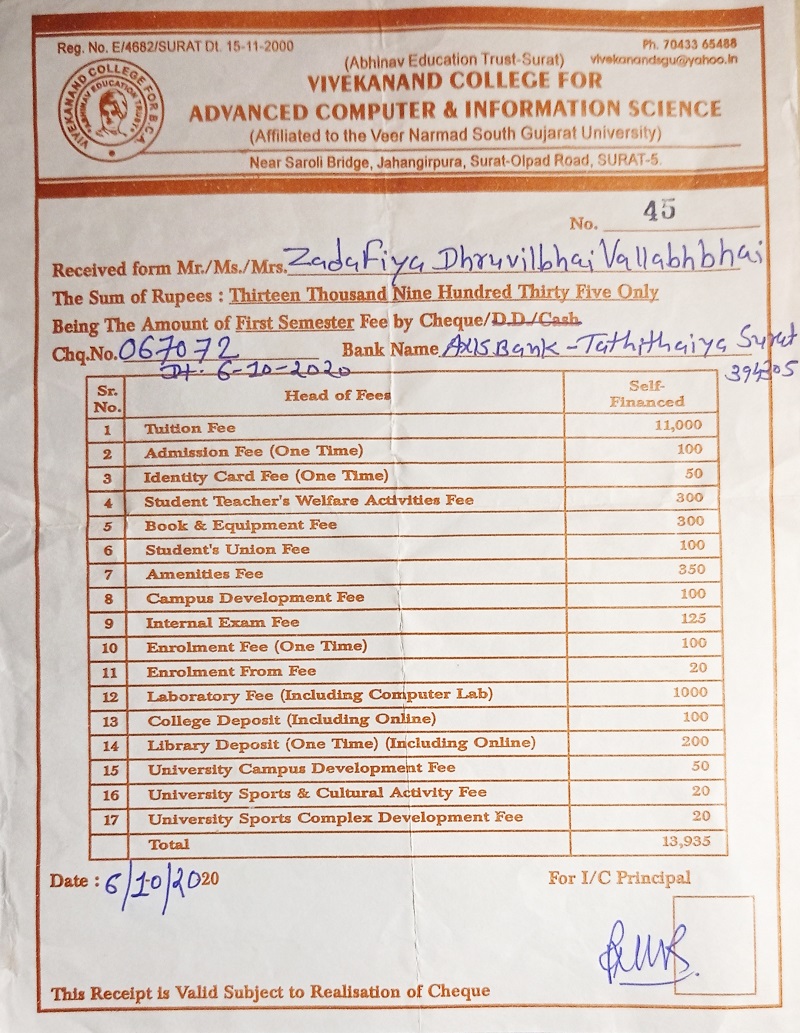 Reg. No. E/4682/SURAT Dt. 15-11-2000
Ph. 70433 65488
(Abhinav Education Trust-Surat)
vivekanandsgu@yahoo.in
VIVEKANAND COLLEGE FOR B.C.A.
ABHINAV EDUCATION TRUST
VIVEKANAND COLLEGE FOR
ADVANCED COMPUTER & INFORMATION SCIENCE
(Affiliated to the Veer Narmad South Gujarat University)
Near Saroli Bridge, Jahangirpura, Surat-Olpad Road, SURAT-5.
No. 45
Received form Mr./Ms./Mrs. Zadafiya Dhruvilbhai Vallabhbhai
The Sum of Rupees : Thirteen Thousand Nine Hundred Thirty Five Only
Being The Amount of First Semester Fee by Cheque/D.D./Cash
Chq.No. 067072 Bank Name Axis Bank - Tathithaiya Surat
Dt. 6-10-2020 394305
Sr. No. Head of Fees Self-Financed
1 Tuition Fee 11,000
2 Admission Fee (One Time) 100
3 Identity Card Fee (One Time) 50
4 Student Teacher's Welfare Activities Fee 300
5 Book & Equipment Fee 300
6 Student's Union Fee 100
7 Amenities Fee 350
8 Campus Development Fee 100
9 Internal Exam Fee 125
10 Enrolment Fee (One Time) 100
11 Enrolment From Fee 20
12 Laboratory Fee (Including Computer Lab) 1000
13 College Deposit (Including Online) 100
14 Library Deposit (One Time) (Including Online) 200
15 University Campus Development Fee 50
16 University Sports & Cultural Activity Fee 20
17 University Sports Complex Development Fee 20
Total 13,935
Date : 6/10/2020 For I/C Principal
This Receipt is Valid Subject to Realisation of Cheque